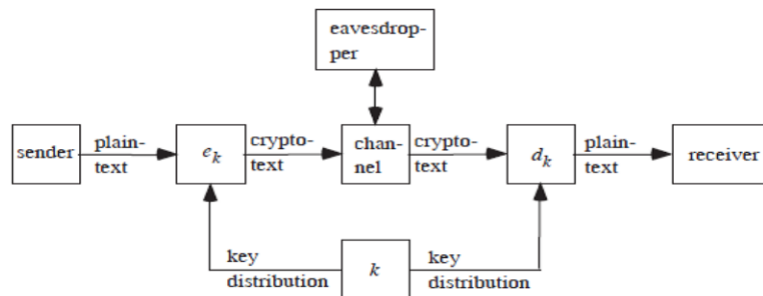 eavesdrop-
per
sender
plain-
text
e_k
crypto-
text
chan-
nel
crypto-
text
d_k
plain-
text
receiver
key
distribution
k
key
distribution